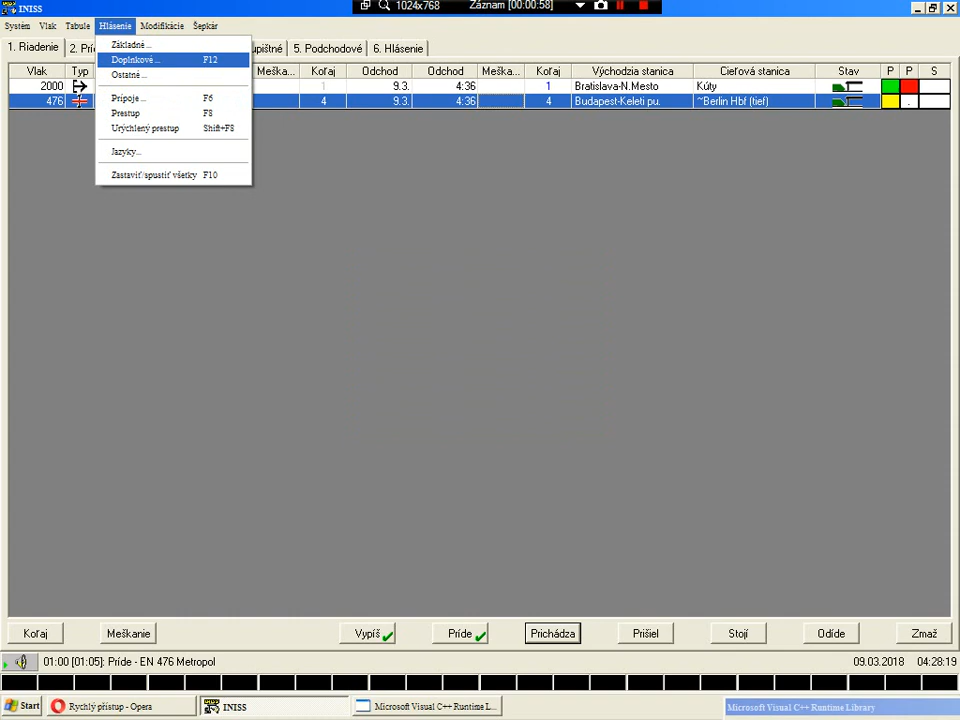 INISS
1024x768 Záznam [00:00:58]
Systém Vlak Tabule Hlásenie Modifikácie Šepkár
1. Riadenie 2. Prí upištné 5. Podchodové 6. Hlásenie
Základné...
Doplnkové... F12
Ostatné...
Prípoje... F6
Prestup F8
Urýchlený prestup Shift+F8
Jazyky...
Zastaviť/spustiť všetky F10
Vlak Typ Meška... Koľaj Odchod Odchod Meška... Koľaj Východzia stanica Cieľová stanica Stav P P S
2000 1 9.3. 4:36 1 Bratislava-N.Mesto Kúty
476 4 9.3. 4:36 4 Budapest-Keleti pu. ~Berlin Hbf (tief) .
Koľaj Meškanie Vypíš Príde Prichádza Prišiel Stojí Odíde Zmaž
01:00 [01:05]: Príde - EN 476 Metropol 09.03.2018 04:28:19
Start Rychlý přístup - Opera INISS Microsoft Visual C++ Runtime L... Microsoft Visual C++ Runtime Library